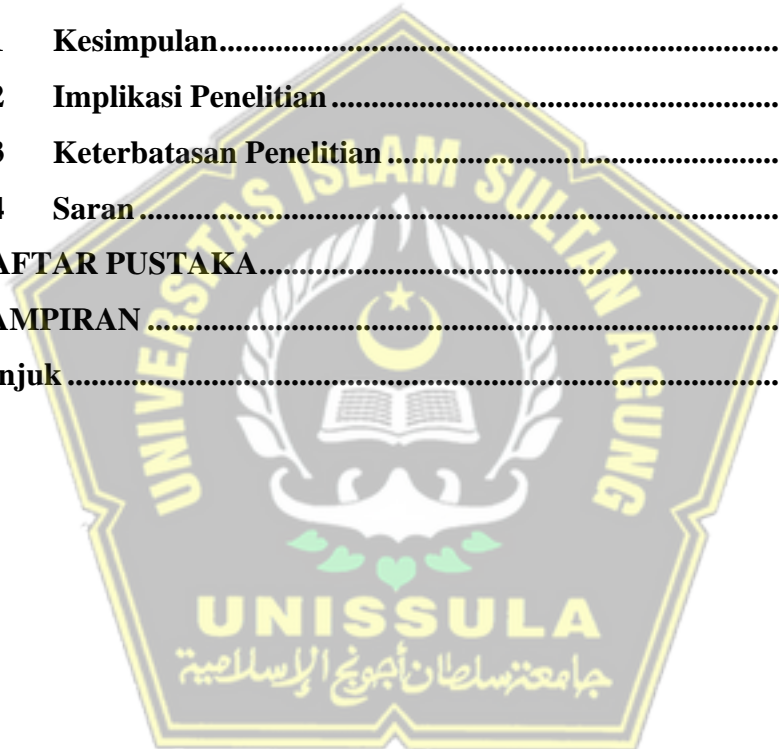 1 Kesimpulan
2 Implikasi Penelitian
3 Keterbatasan Penelitian
4 Saran
AFTAR PUSTAKA
AMPIRAN
njuk
UNIVERSITAS ISLAM SULTAN AGUNG
UNISSULA
جامعة سلطان أجونج الإسلامية